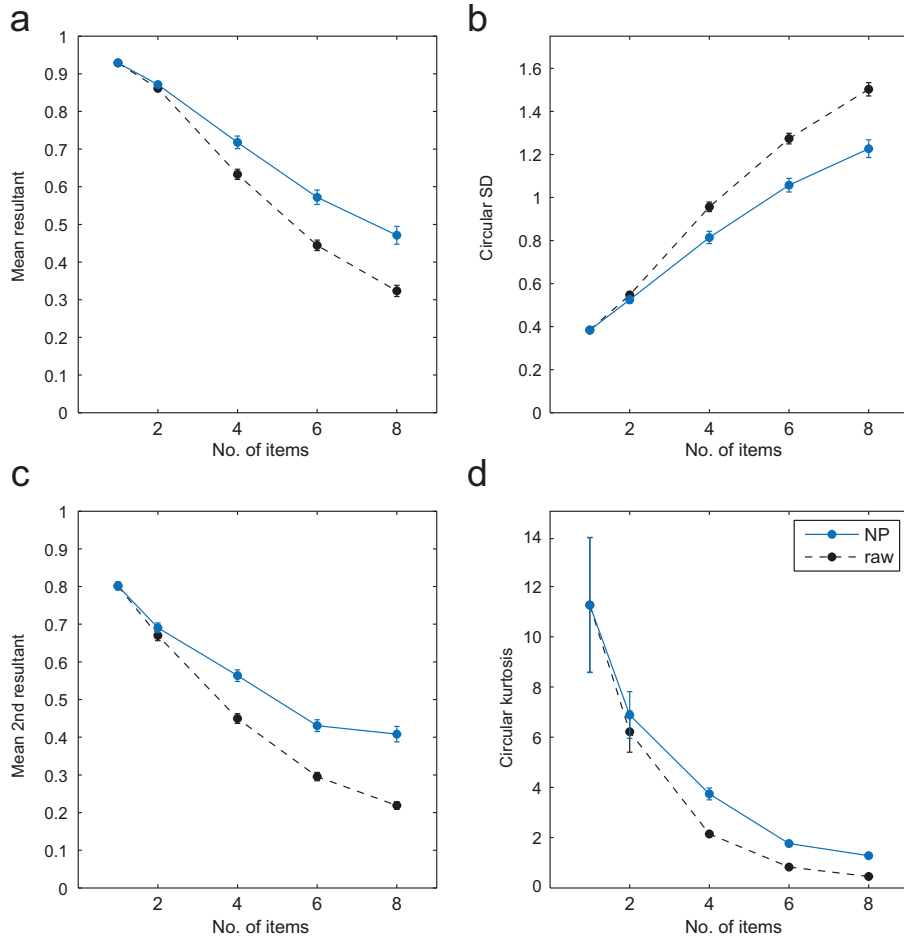 a
1
0.9
0.8
0.7
0.6
0.5
0.4
0.3
0.2
0.1
0
Mean resultant
2 4 6 8
No. of items
b
1.6
1.4
1.2
1
0.8
0.6
0.4
0.2
0
Circular SD
2 4 6 8
No. of items
c
1
0.9
0.8
0.7
0.6
0.5
0.4
0.3
0.2
0.1
0
Mean 2nd resultant
2 4 6 8
No. of items
d
14
12
10
8
6
4
2
0
Circular kurtosis
NP
raw
2 4 6 8
No. of items